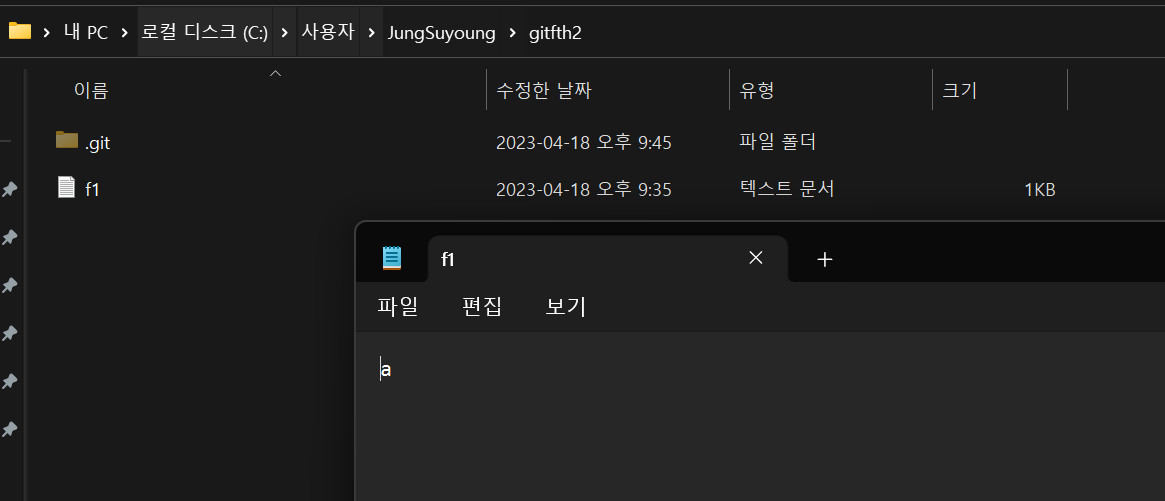 내 PC > 로컬 디스크 (C:) > 사용자 > JungSuyoung > gitfth2
이름 수정한 날짜 유형 크기
.git 2023-04-18 오후 9:45 파일 폴더
f1 2023-04-18 오후 9:35 텍스트 문서 1KB
f1
파일 편집 보기
a